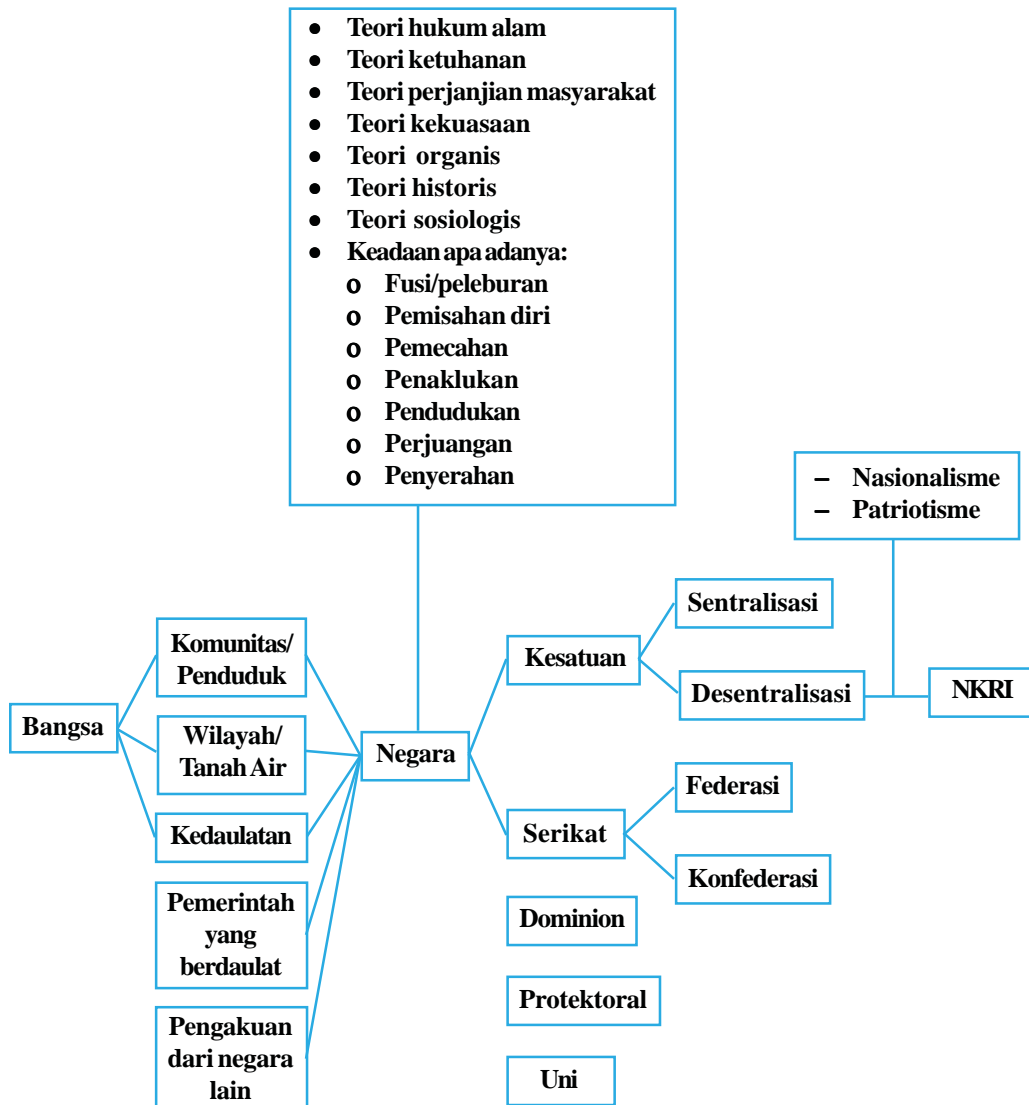 ● Teori hukum alam
● Teori ketuhanan
● Teori perjanjian masyarakat
● Teori kekuasaan
● Teori organis
● Teori historis
● Teori sosiologis
● Keadaan apa adanya:
o Fusi/peleburan
o Pemisahan diri
o Pemecahan
o Penaklukan
o Pendudukan
o Perjuangan
o Penyerahan
– Nasionalisme
– Patriotisme
Bangsa
Komunitas/
Penduduk
Wilayah/
Tanah Air
Kedaulatan
Pemerintah
yang
berdaulat
Pengakuan
dari negara
lain
Negara
Kesatuan
Sentralisasi
Desentralisasi
NKRI
Serikat
Federasi
Konfederasi
Dominion
Protektoral
Uni